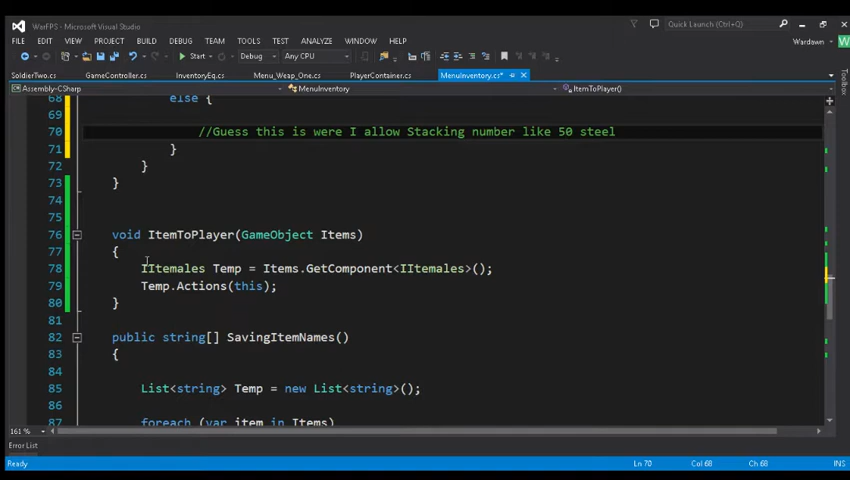 WarFPS - Microsoft Visual Studio
Quick Launch (Ctrl+Q)
FILE EDIT VIEW PROJECT BUILD DEBUG TEAM TOOLS TEST ANALYZE WINDOW HELP
Wardawn W
Start Debug Any CPU
SoldierTwo.cs GameController.cs InventoryEq.cs Menu_Weap_One.cs PlayerContainer.cs MenuInventory.cs*
Assembly-CSharp MenuInventory ItemToPlayer()
Toolbox
68 else {
69
70 //Guess this is were I allow Stacking number like 50 steel
71 }
72 }
73 }
74
75
76 void ItemToPlayer(GameObject Items)
77 {
78 IItemales Temp = Items.GetComponent<IItemales>();
79 Temp.Actions(this);
80 }
81
82 public string[] SavingItemNames()
83 {
84
85 List<string> Temp = new List<string>();
86
87 foreach (var item in Items)
161 %
Error List
Ready Ln 70 Col 68 Ch 68 INS